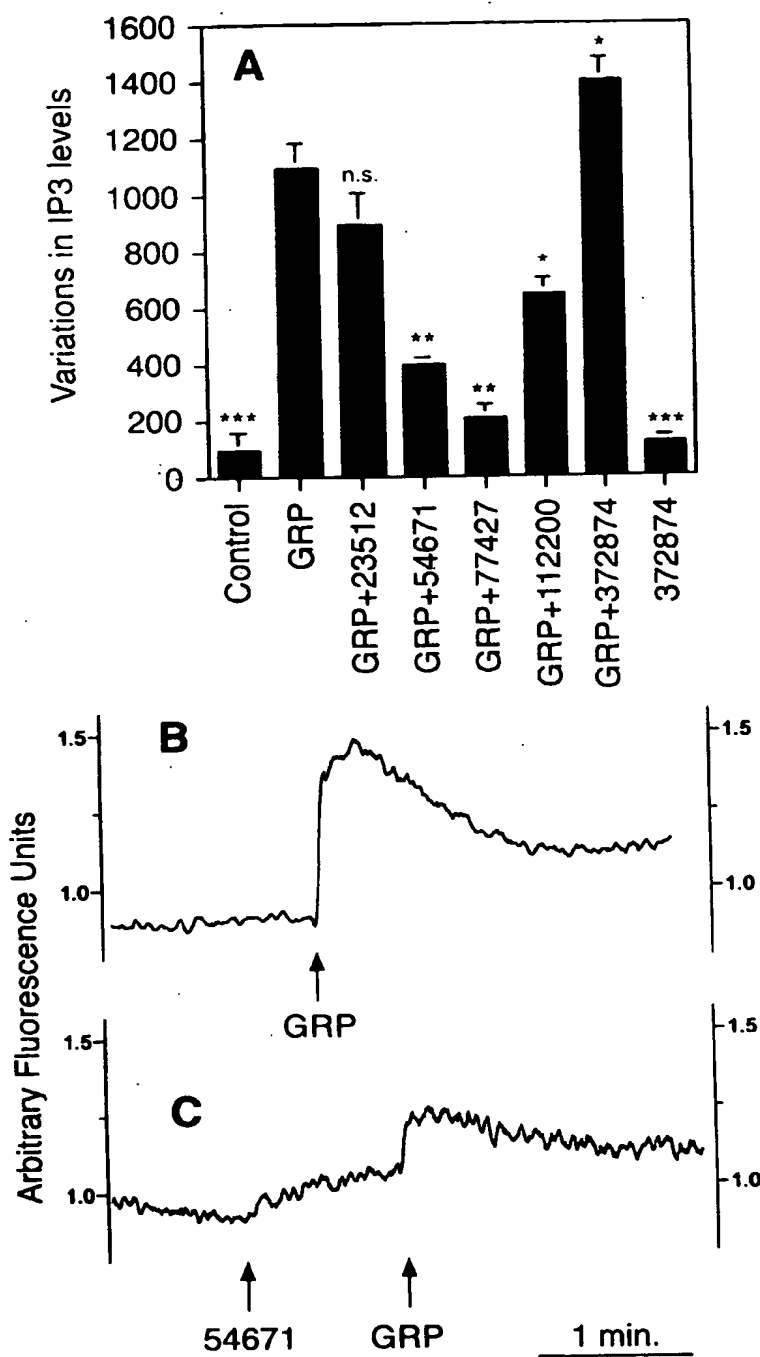 A
Variations in IP3 levels
1600
1400
1200
1000
800
600
400
200
0
***
n.s.
**
**
*
*
***
Control
GRP
GRP+23512
GRP+54671
GRP+77427
GRP+112200
GRP+372874
372874
Arbitrary Fluorescence Units
B
1.5
1.0
1.5
1.0
GRP
C
1.5
1.0
1.5
1.0
54671
GRP
1 min.